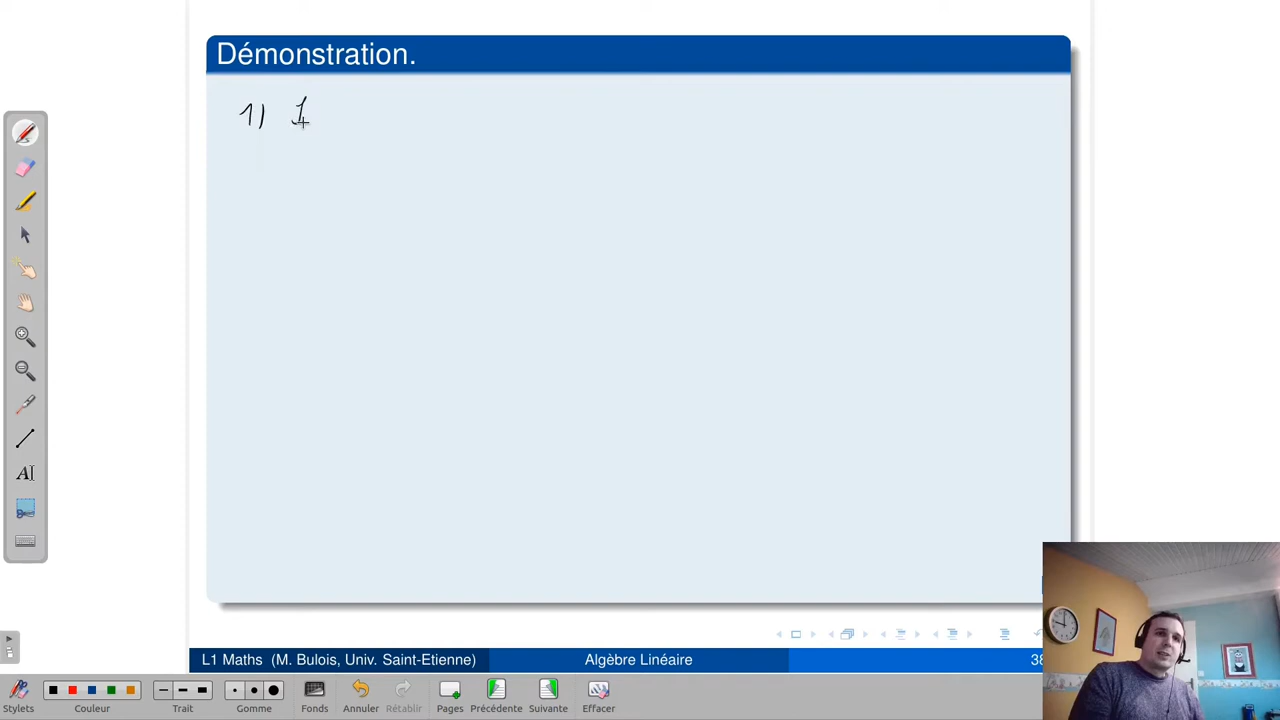 Démonstration.
1) I
A
L1 Maths (M. Bulois, Univ. Saint-Etienne)
Algèbre Linéaire
38
Stylets
Couleur
Trait
Gomme
Fonds
Annuler
Rétablir
Pages
Précédente
Suivante
Effacer